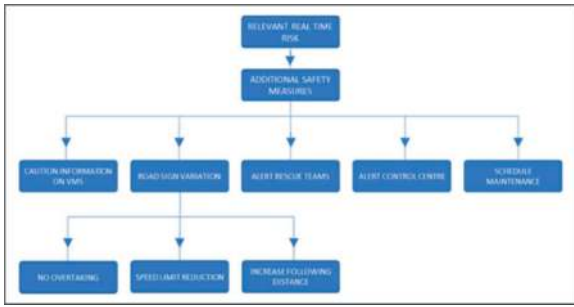 RELEVANT REAL TIME
RISK
ADDITIONAL SAFETY
MEASURES
CAUTION INFORMATION
ON VMS
ROAD SIGN VARIATION
ALERT RESCUE TEAMS
ALERT CONTROL CENTRE
SCHEDULE
MAINTENANCE
NO OVERTAKING
SPEED LIMIT REDUCTION
INCREASE FOLLOWING
DISTANCE